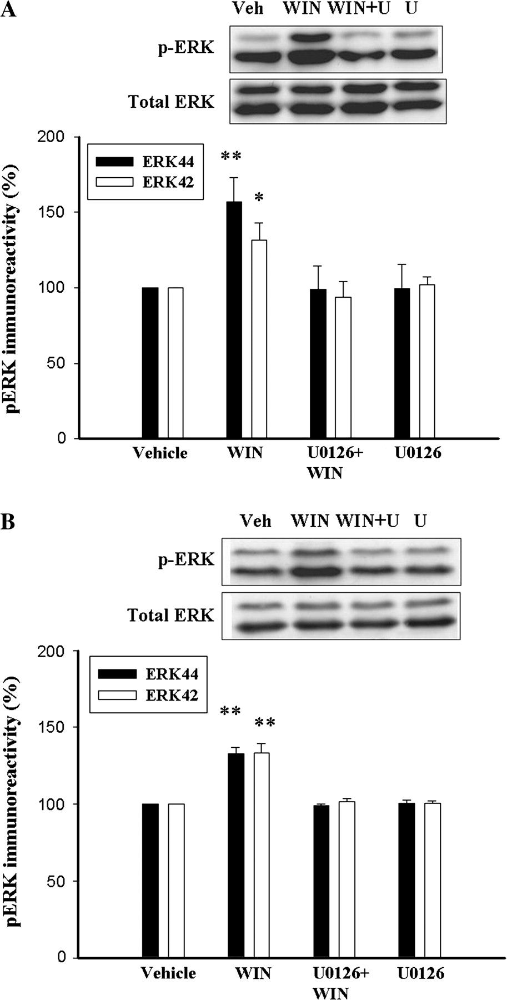 A
Veh WIN WIN+U U
p-ERK
Total ERK
200
150
100
50
0
pERK immunoreactivity (%)
ERK44
ERK42
**
*
Vehicle WIN U0126+ U0126
WIN
B
Veh WIN WIN+U U
p-ERK
Total ERK
200
150
100
50
0
pERK immunoreactivity (%)
ERK44
ERK42
**
**
Vehicle WIN U0126+ U0126
WIN